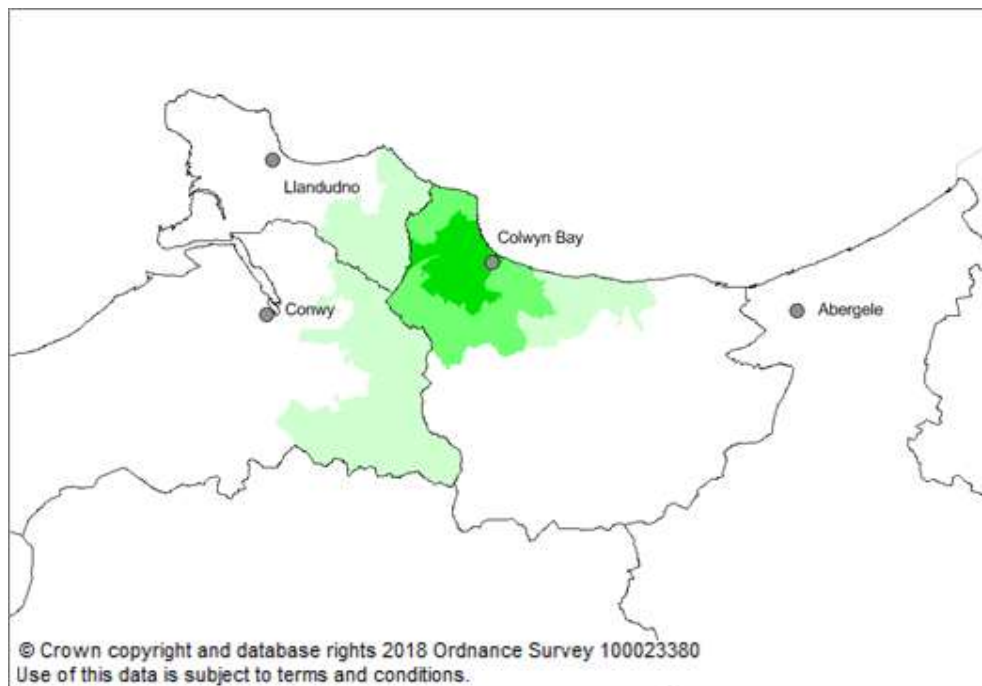 Llandudno
Colwyn Bay
Conwy
Abergele
© Crown copyright and database rights 2018 Ordnance Survey 100023380
Use of this data is subject to terms and conditions.